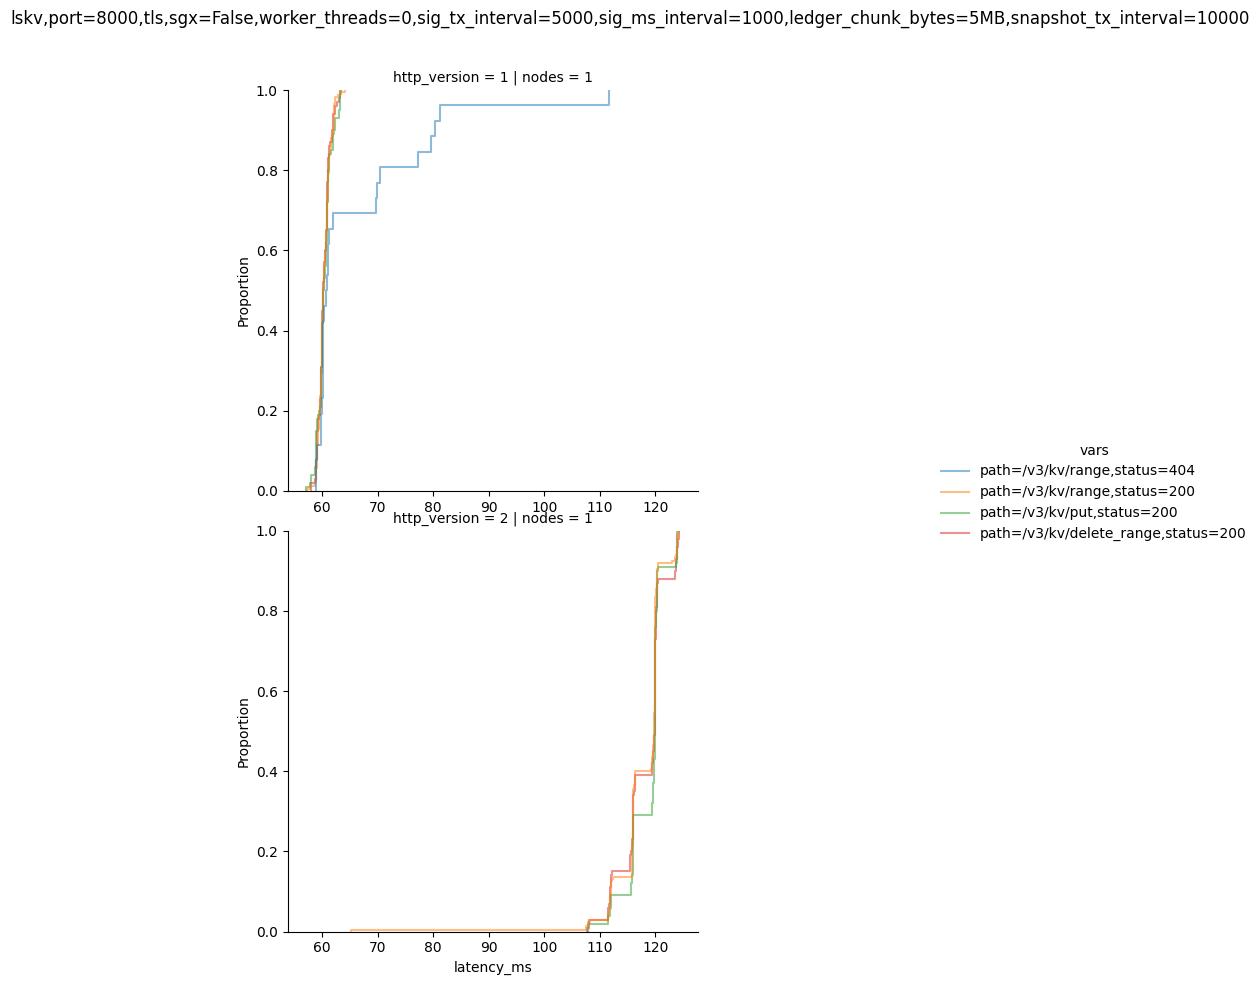 lskv,port=8000,tls,sgx=False,worker_threads=0,sig_tx_interval=5000,sig_ms_interval=1000,ledger_chunk_bytes=5MB,snapshot_tx_interval=10000
http_version = 1 | nodes = 1
1.0
0.8
0.6
0.4
0.2
0.0
Proportion
60 70 80 90 100 110 120
http_version = 2 | nodes = 1
1.0
0.8
0.6
0.4
0.2
0.0
Proportion
60 70 80 90 100 110 120
latency_ms
vars
path=/v3/kv/range,status=404
path=/v3/kv/range,status=200
path=/v3/kv/put,status=200
path=/v3/kv/delete_range,status=200